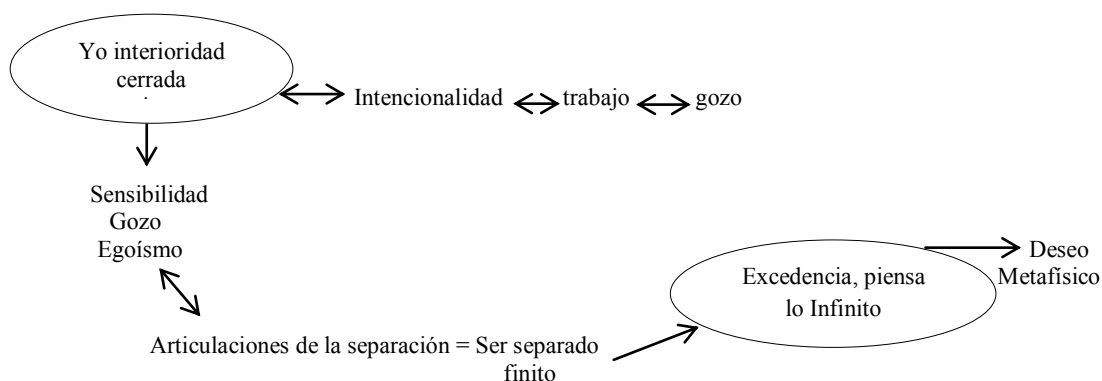 Yo interioridad
cerrada
.
Intencionalidad trabajo gozo
Sensibilidad
Gozo
Egoísmo
Deseo
Metafísico
Excedencia, piensa
lo Infinito
Articulaciones de la separación = Ser separado
finito